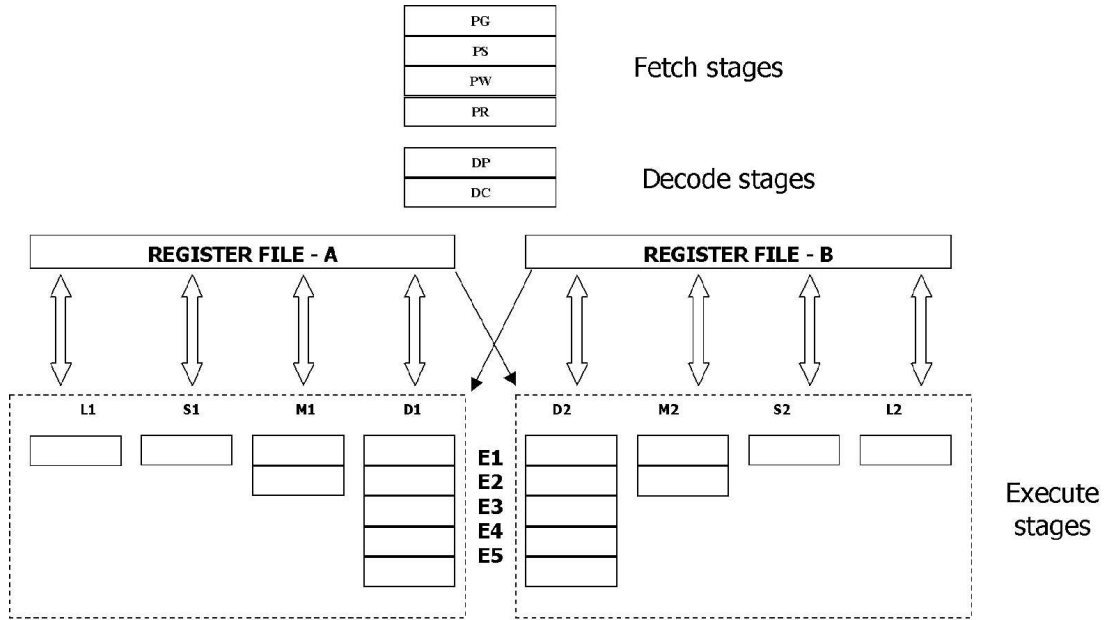 PG
PS
Fetch stages
PW
PR
DP
Decode stages
DC
REGISTER FILE - A
REGISTER FILE - B
L1 S1 M1 D1 D2 M2 S2 L2
E1
E2
E3
E4
E5
Execute
stages